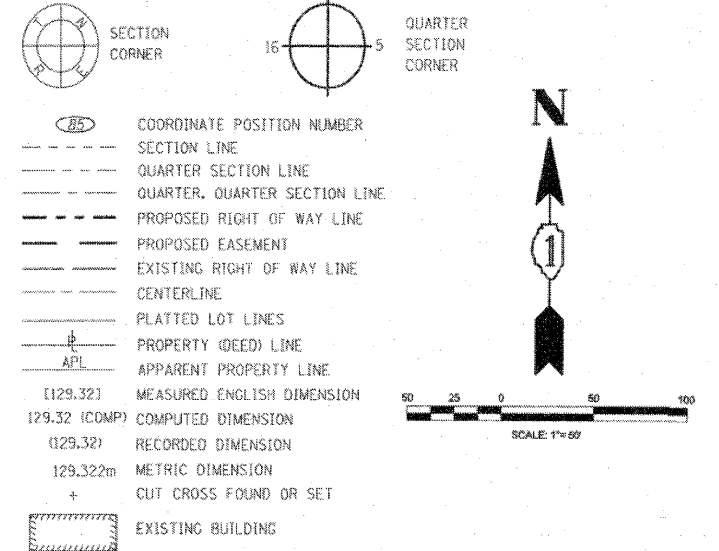 T N
R E
SECTION
CORNER
16 5
QUARTER
SECTION
CORNER
85 COORDINATE POSITION NUMBER
SECTION LINE
QUARTER SECTION LINE
QUARTER, QUARTER SECTION LINE
PROPOSED RIGHT OF WAY LINE
PROPOSED EASEMENT
EXISTING RIGHT OF WAY LINE
CENTERLINE
PLATTED LOT LINES
PL PROPERTY (DEED) LINE
APL APPARENT PROPERTY LINE
[129.32] MEASURED ENGLISH DIMENSION
129.32 (COMP) COMPUTED DIMENSION
(129.32) RECORDED DIMENSION
129.322m METRIC DIMENSION
+ CUT CROSS FOUND OR SET
EXISTING BUILDING
N
1
50 25 0 50 100
SCALE: 1"=50'